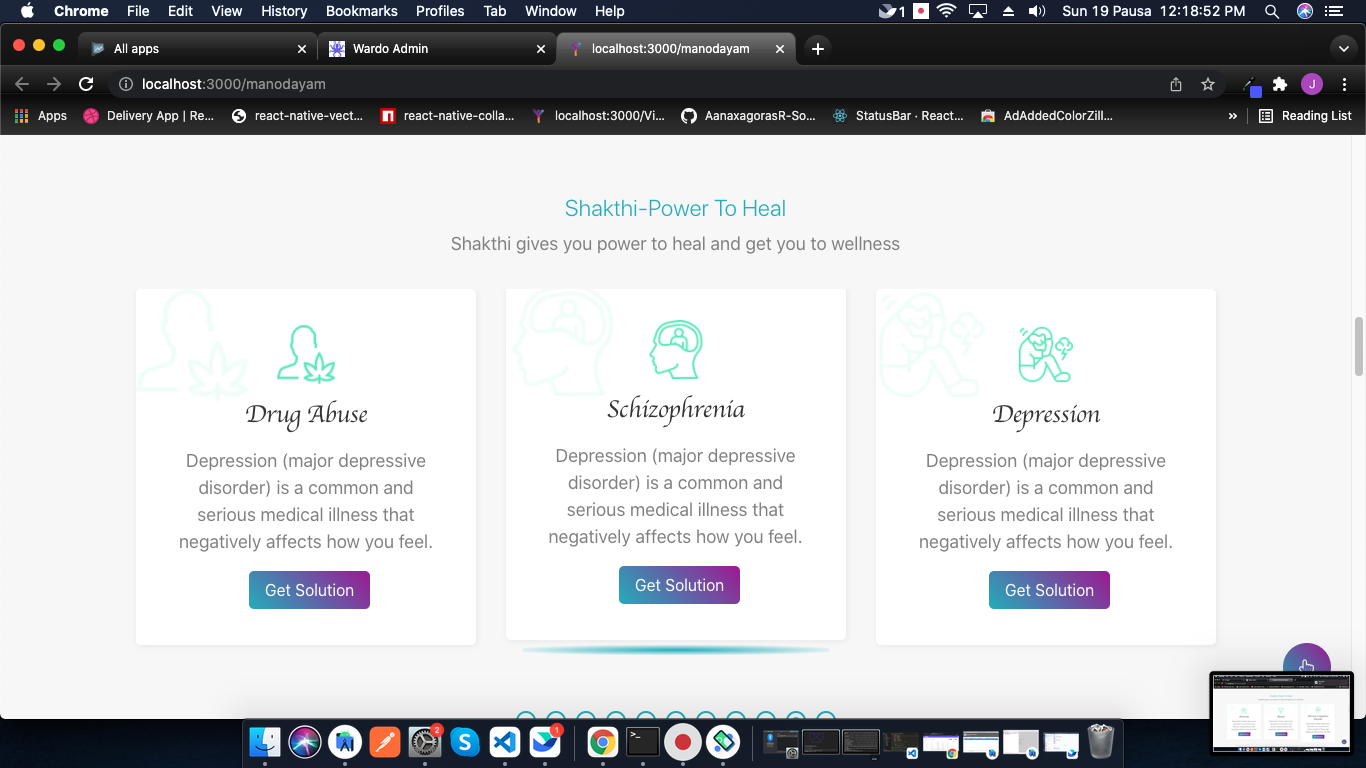 Chrome File Edit View History Bookmarks Profiles Tab Window Help 1 Sun 19 Pausa 12:18:52 PM
All apps Wardo Admin localhost:3000/manodayam
localhost:3000/manodayam J
Apps Delivery App | Re... react-native-vect... react-native-colla... localhost:3000/Vi... AanaxagorasR-So... StatusBar · React... AdAddedColorZill... » Reading List
Shakthi-Power To Heal
Shakthi gives you power to heal and get you to wellness
Drug Abuse
Depression (major depressive
disorder) is a common and
serious medical illness that
negatively affects how you feel.
Get Solution
Schizophrenia
Depression (major depressive
disorder) is a common and
serious medical illness that
negatively affects how you feel.
Get Solution
Depression
Depression (major depressive
disorder) is a common and
serious medical illness that
negatively affects how you feel.
Get Solution
2
1